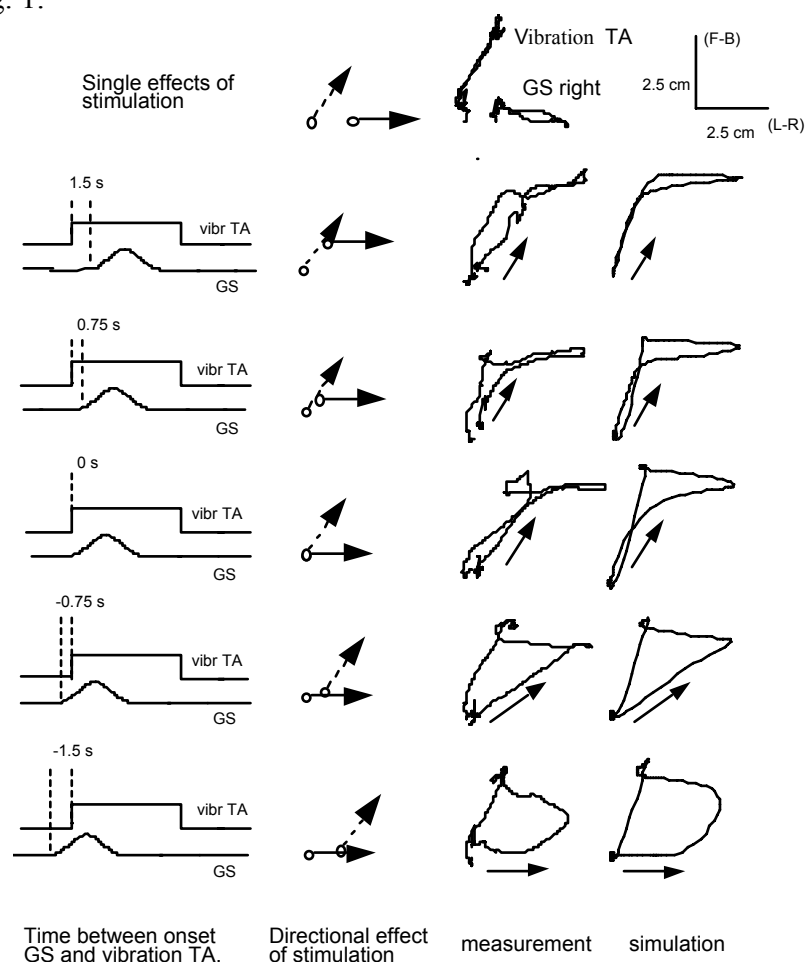 g. 1.
Vibration TA
(F-B)
Single effects of
stimulation
GS right
2.5 cm
2.5 cm
(L-R)
1.5 s
vibr TA
GS
0.75 s
vibr TA
GS
0 s
vibr TA
GS
-0.75 s
vibr TA
GS
-1.5 s
vibr TA
GS
Time between onset
GS and vibration TA.
Directional effect
of stimulation
measurement
simulation